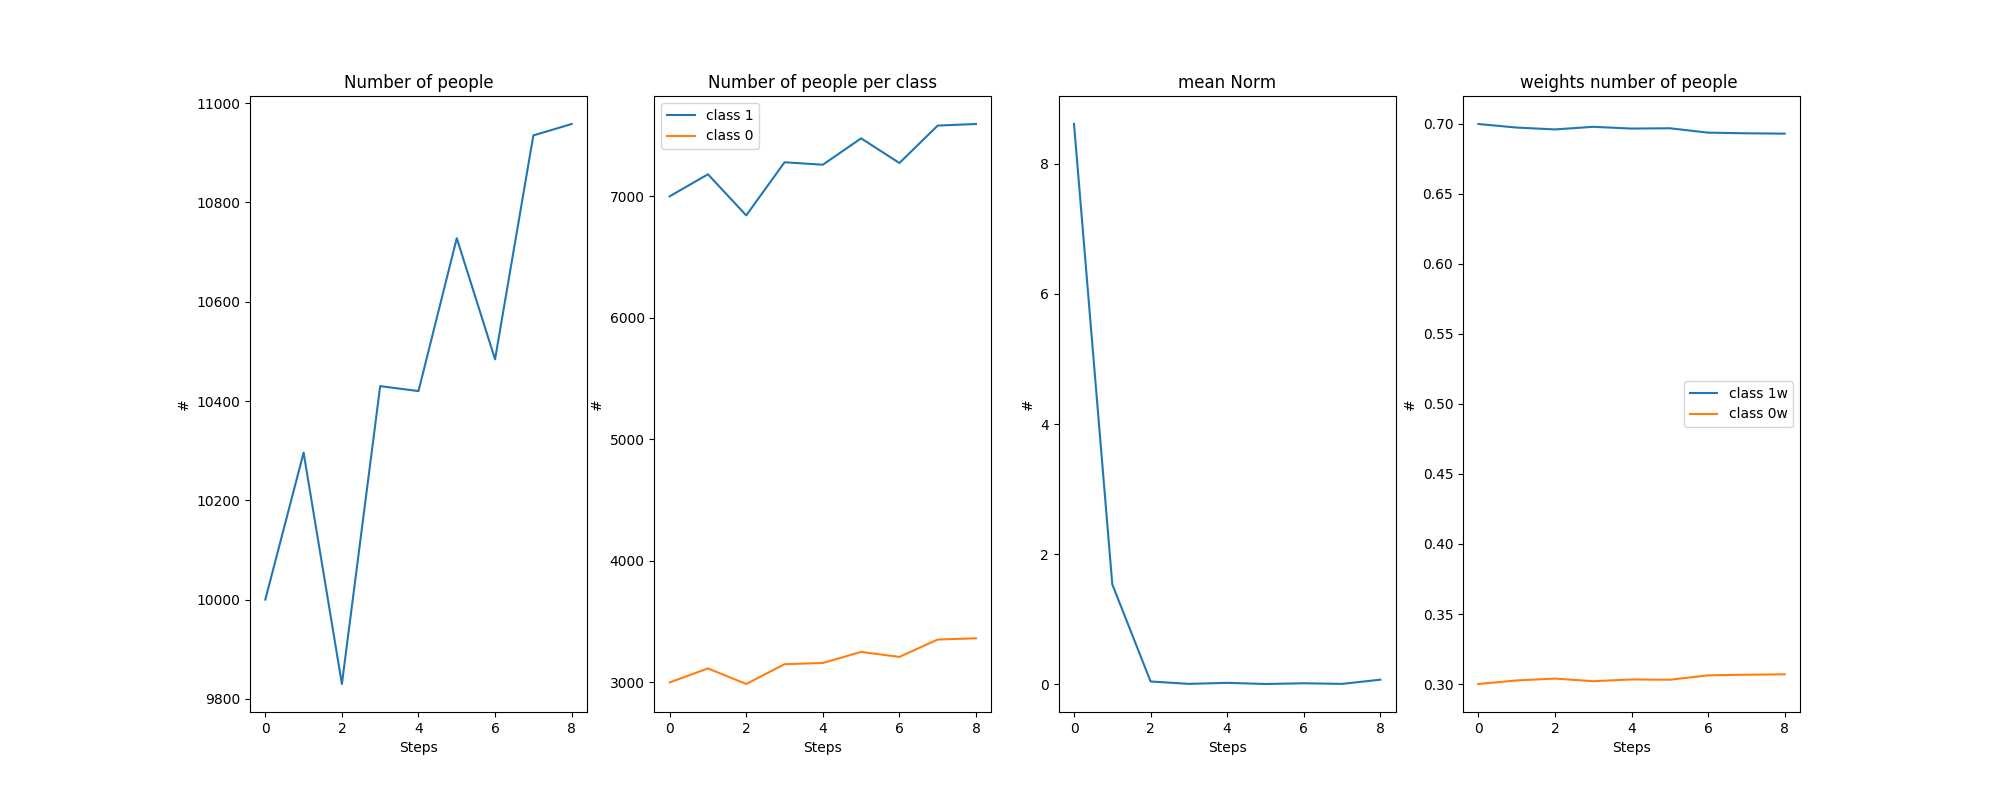 Number of people
11000
10800
10600
10400
10200
10000
9800
#
0 2 4 6 8
Steps
Number of people per class
class 1
class 0
7000
6000
5000
4000
3000
#
0 2 4 6 8
Steps
mean Norm
8
6
4
2
0
#
0 2 4 6 8
Steps
weights number of people
0.70
0.65
0.60
0.55
0.50
0.45
0.40
0.35
0.30
#
class 1w
class 0w
0 2 4 6 8
Steps